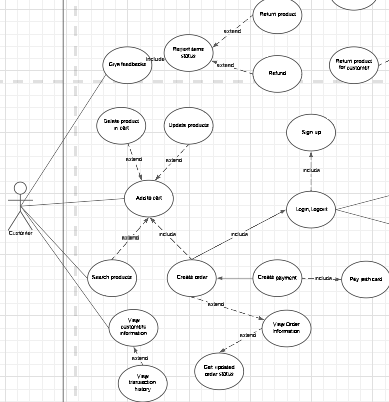 Return product
extend
Report items
status
Give feedbacks
include
extend
Return product
for customer
Refund
Delete product
in cart
Update products
Sign up
extend
extend
include
Add to cart
Login, Logout
Customer
extend
include
include
Search products
Create order
Create payment
include
Pay with card
extend
View
customer's
information
View Order
information
extend
extend
Get updated
order status
View
transaction
history